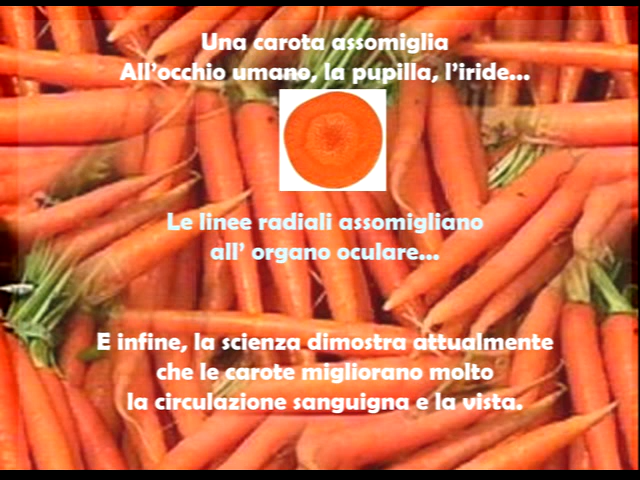 Una carota assomiglia
All'occhio umano, la pupilla, l'iride...
Le linee radiali assomigliano
all' organo oculare...
E infine, la scienza dimostra attualmente
che le carote migliorano molto
la circulazione sanguigna e la vista.